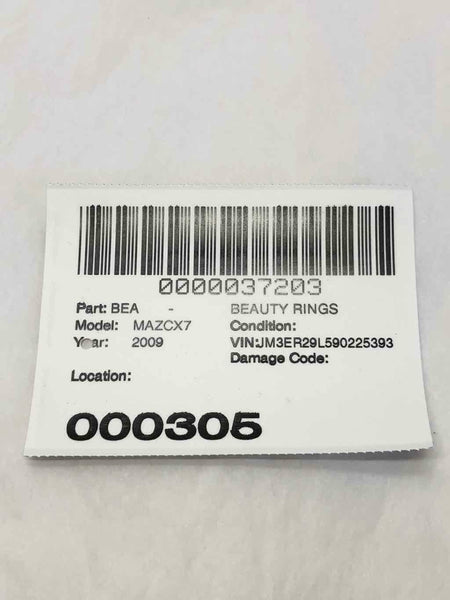 0000037203
Part: BEA - BEAUTY RINGS
Model: MAZCX7 Condition:
Year: 2009 VIN:JM3ER29L590225393
Damage Code:
Location:
000305